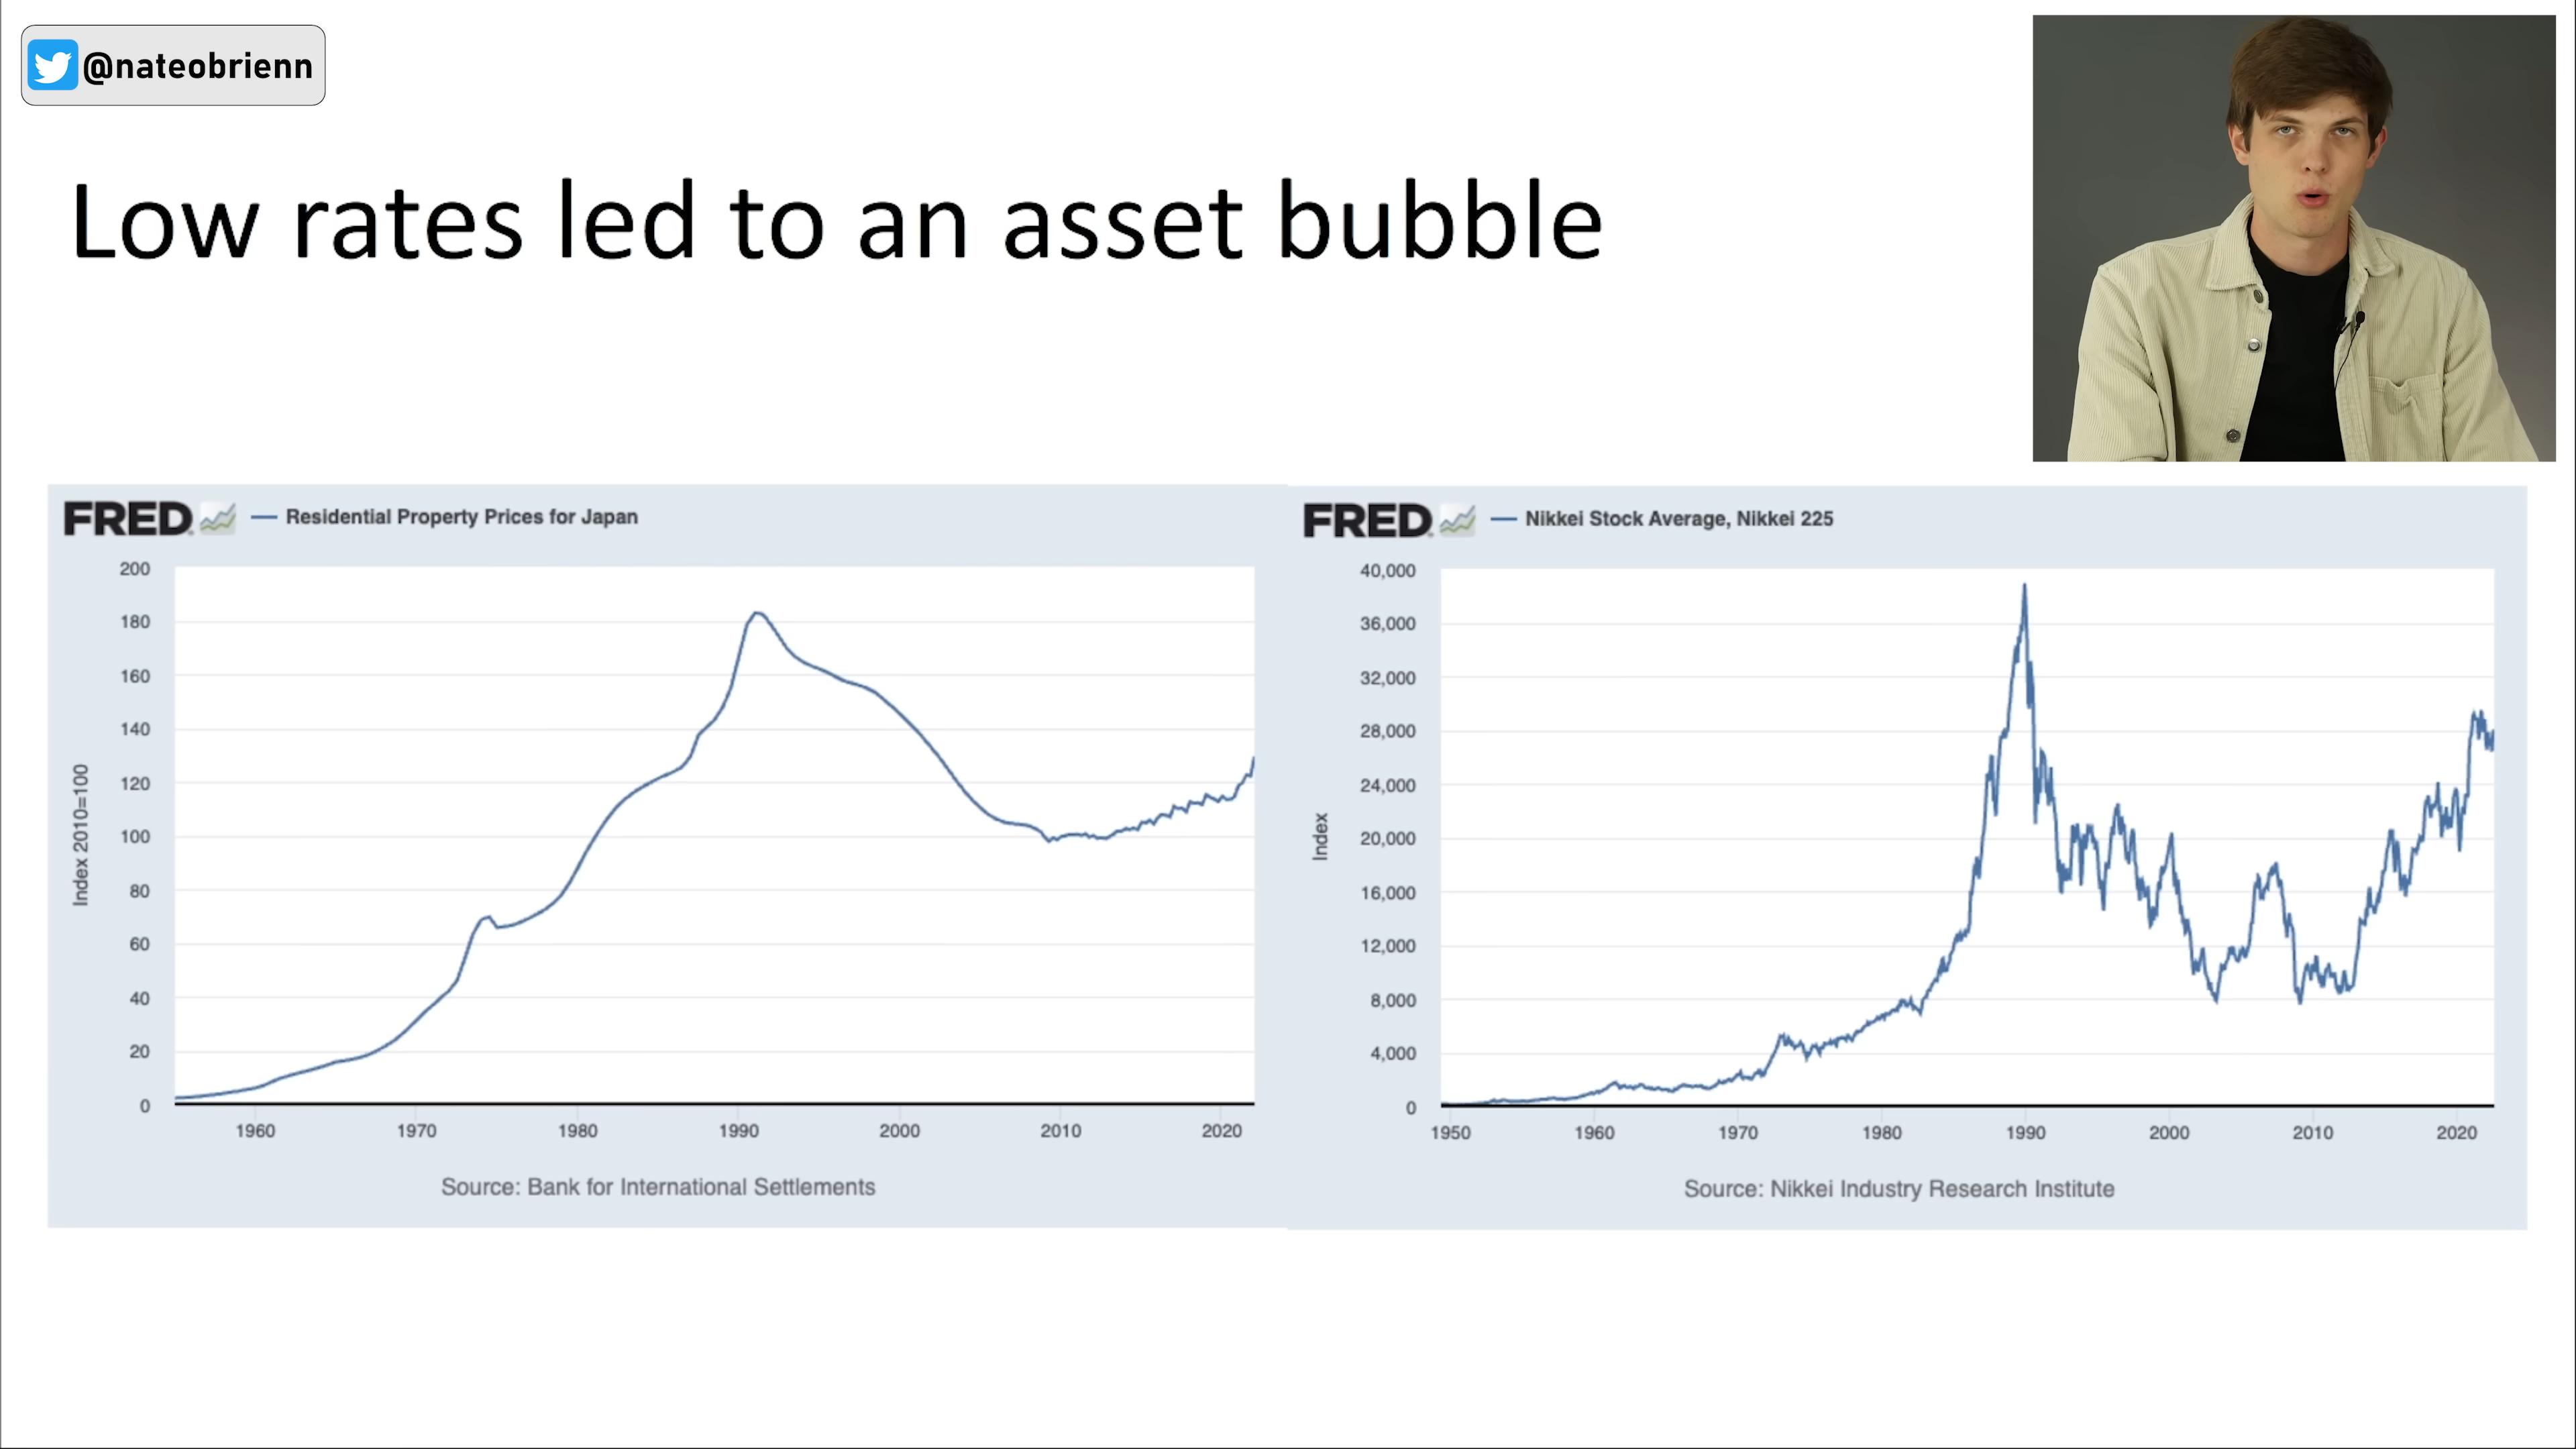 @nateobrienn
Low rates led to an asset bubble
FRED
Residential Property Prices for Japan
200
180
160
140
120
100
80
60
40
20
0
Index 2010=100
1960 1970 1980 1990 2000 2010 2020
Source: Bank for International Settlements
FRED
Nikkei Stock Average, Nikkei 225
40,000
36,000
32,000
28,000
24,000
20,000
16,000
12,000
8,000
4,000
0
Index
1950 1960 1970 1980 1990 2000 2010 2020
Source: Nikkei Industry Research Institute